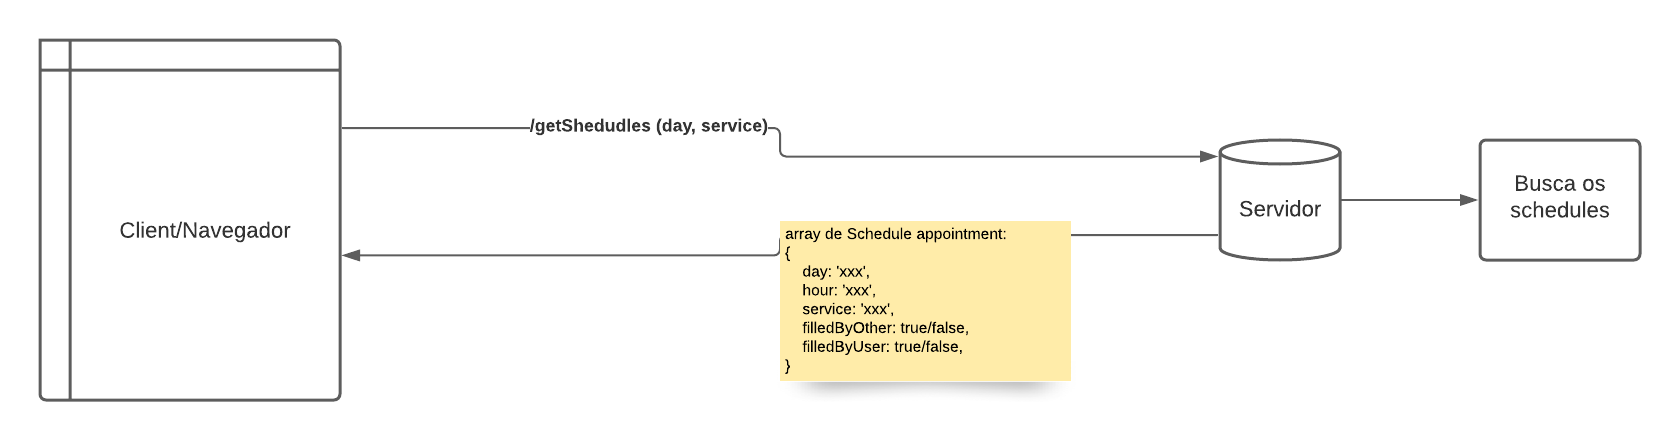 /getShedudles (day, service)
Client/Navegador
Servidor
Busca os
schedules
array de Schedule appointment:
{
day: 'xxx',
hour: 'xxx',
service: 'xxx',
filledByOther: true/false,
filledByUser: true/false,
}